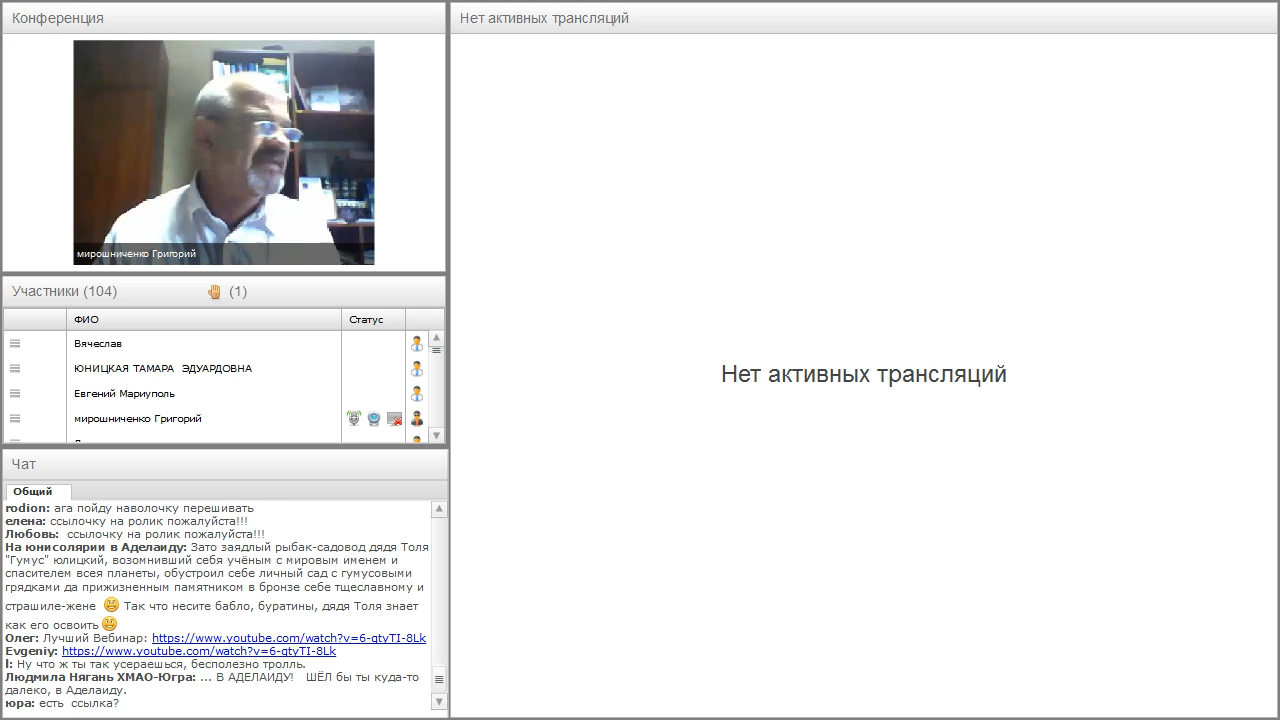 Конференция
мирошниченко Григорий
Участники (104) (1)
ФИО Статус
Вячеслав
ЮНИЦКАЯ ТАМАРА ЭДУАРДОВНА
Евгений Мариуполь
мирошниченко Григорий
Чат
Общий
rodion: ага пойду наволочку перешивать
елена: ссылочку на ролик пожалуйста!!!
Любовь: ссылочку на ролик пожалуйста!!!
На юнисолярии в Аделаиду: Зато заядлый рыбак-садовод дядя Толя
"Гумус" юлицкий, возомнивший себя учёным с мировым именем и
спасителем всея планеты, обустроил себе личный сад с гумусовыми
грядками да прижизненным памятником в бронзе себе тщеславному и
страшиле-жене Так что несите бабло, буратины, дядя Толя знает
как его освоить
Олег: Лучший Вебинар: https://www.youtube.com/watch?v=6-qtyTI-8Lk
Evgeniy: https://www.youtube.com/watch?v=6-qtyTI-8Lk
I: Ну что ж ты так усераешься, бесполезно тролль.
Людмила Нягань ХМАО-Югра: ... В АДЕЛАИДУ! ШЁЛ бы ты куда-то
далеко, в Аделаиду.
юра: есть ссылка?
Нет активных трансляций
Нет активных трансляций